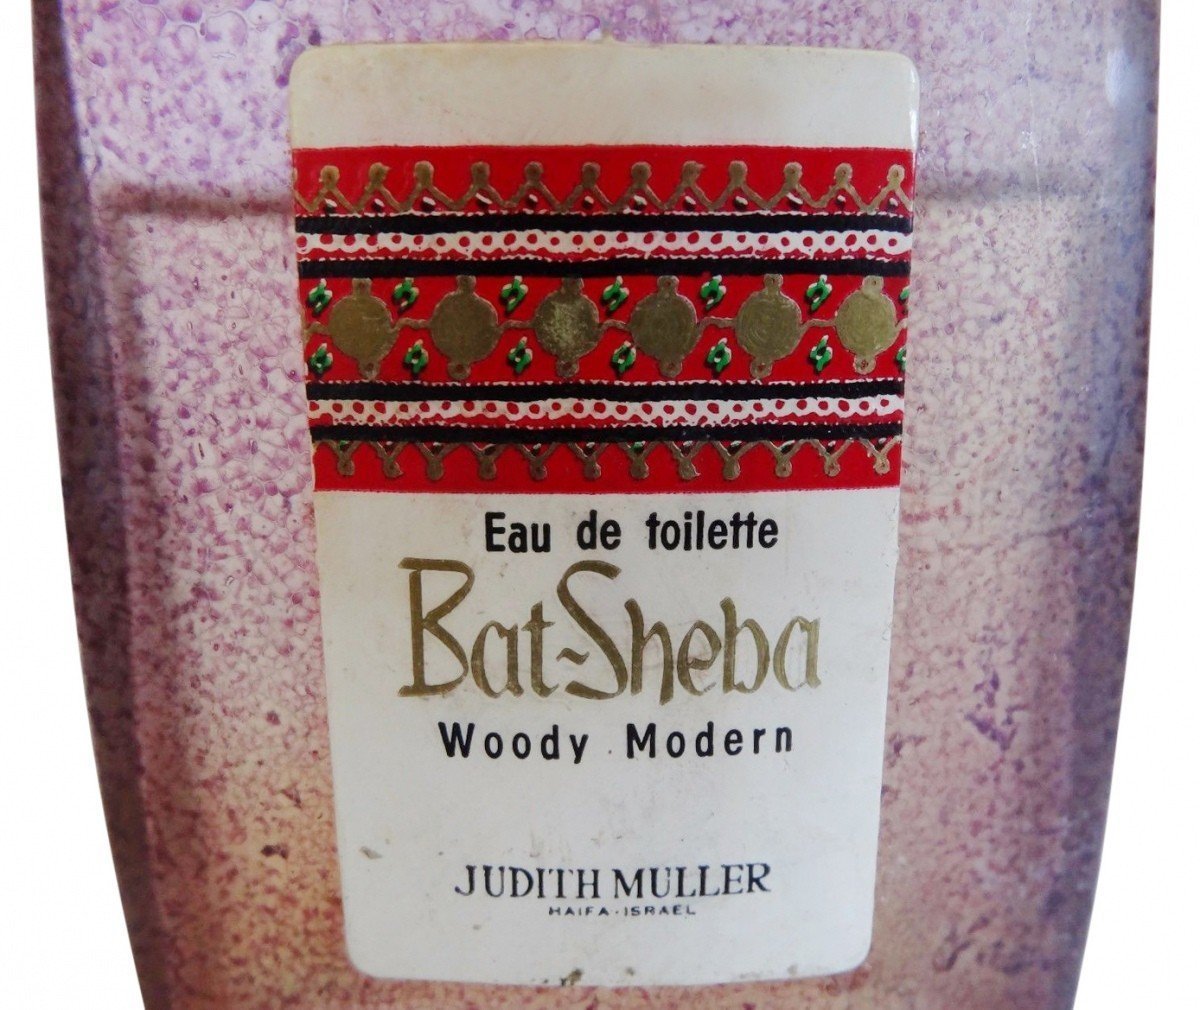 Eau de toilette
Bat-Sheba
Woody Modern
JUDITH MULLER
HAIFA·ISRAEL